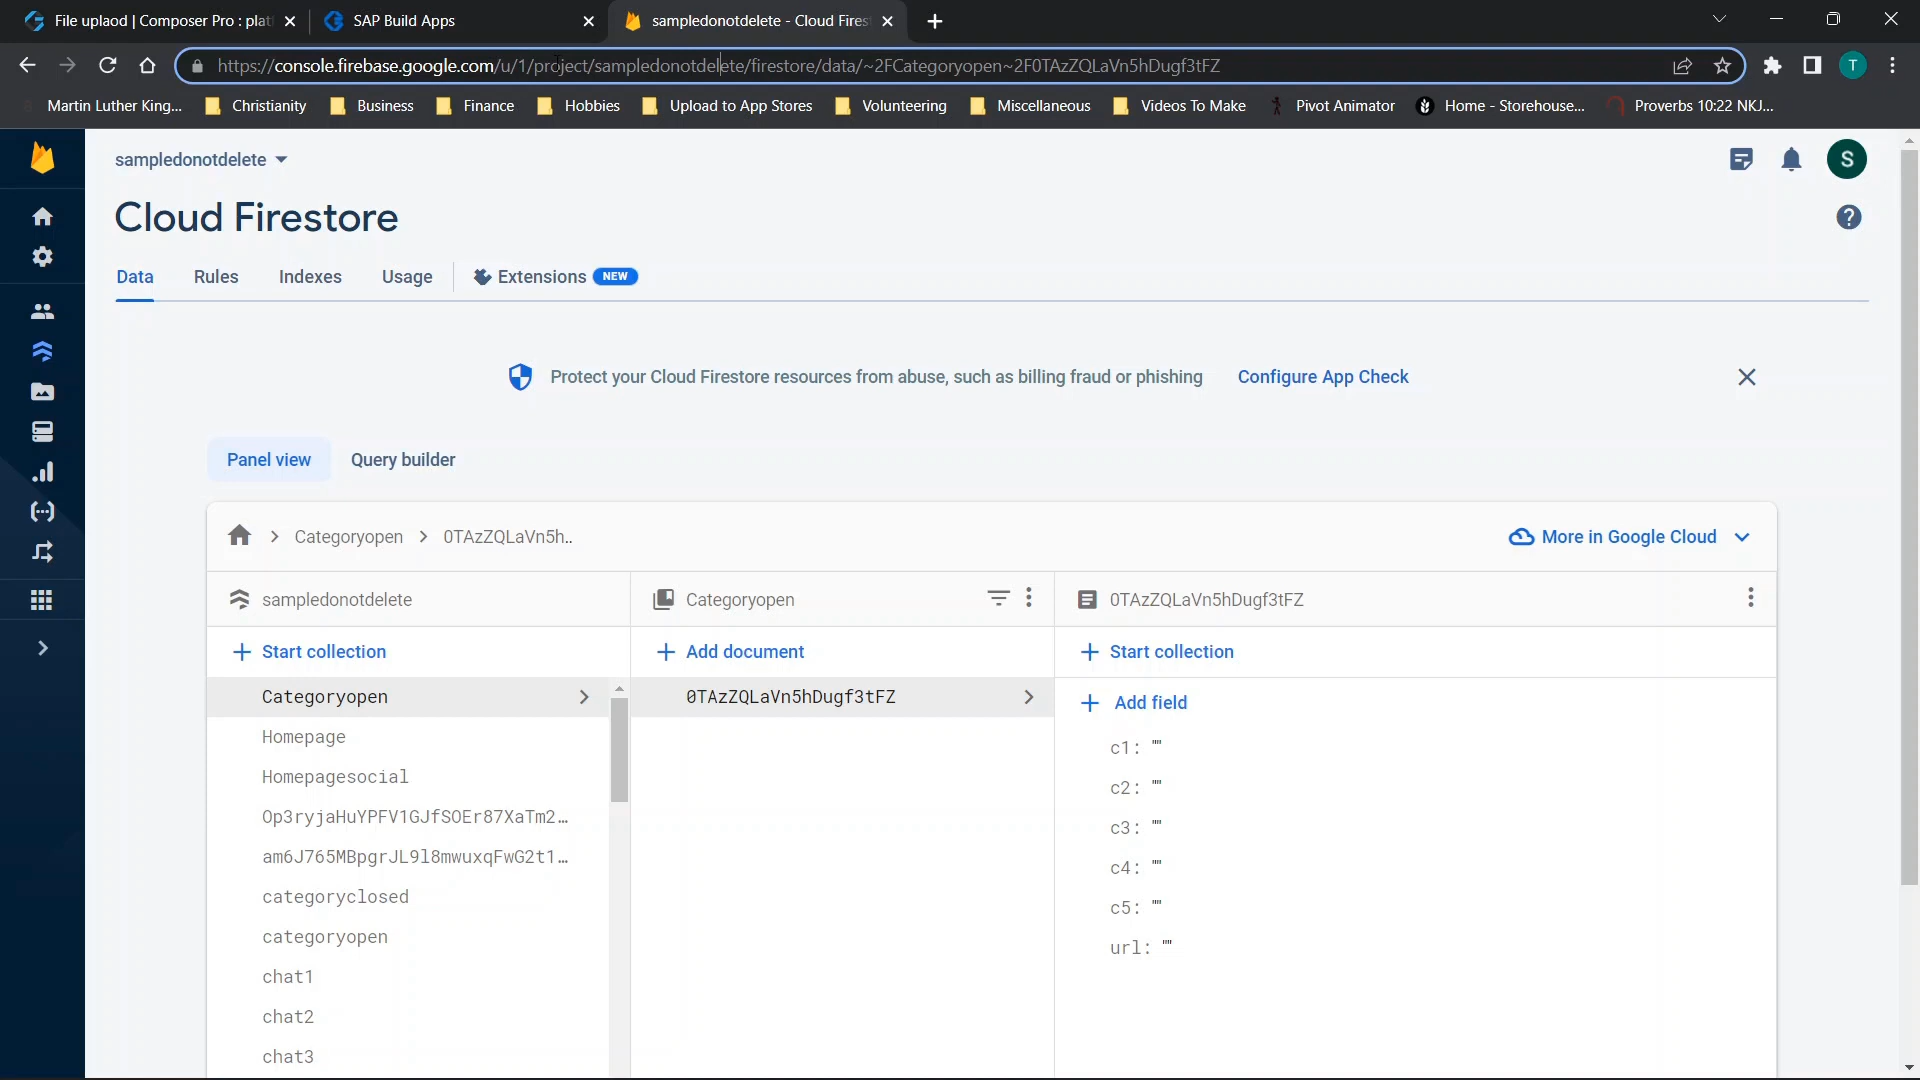 File uplaod | Composer Pro : plat
SAP Build Apps
sampledonotdelete - Cloud Fires
https://console.firebase.google.com/u/1/project/sampledonotdelete/firestore/data/~2FCategoryopen~2F0TAzZQLaVn5hDugf3tFZ
T
Martin Luther King...
Christianity
Business
Finance
Hobbies
Upload to App Stores
Volunteering
Miscellaneous
Videos To Make
Pivot Animator
Home - Storehouse...
Proverbs 10:22 NKJ...
sampledonotdelete
S
Cloud Firestore
Data
Rules
Indexes
Usage
Extensions NEW
Protect your Cloud Firestore resources from abuse, such as billing fraud or phishing
Configure App Check
Panel view
Query builder
Categoryopen
0TAzZQLaVn5h..
More in Google Cloud
sampledonotdelete
Categoryopen
0TAzZQLaVn5hDugf3tFZ
Start collection
Add document
Start collection
Categoryopen
0TAzZQLaVn5hDugf3tFZ
Add field
Homepage
Homepagesocial
Op3ryjaHuYPFV1GJfSOEr87XaTm2…
am6J765MBpgrJL9l8mwuxqFwG2t1…
categoryclosed
categoryopen
chat1
chat2
chat3
c1: ""
c2: ""
c3: ""
c4: ""
c5: ""
url: ""